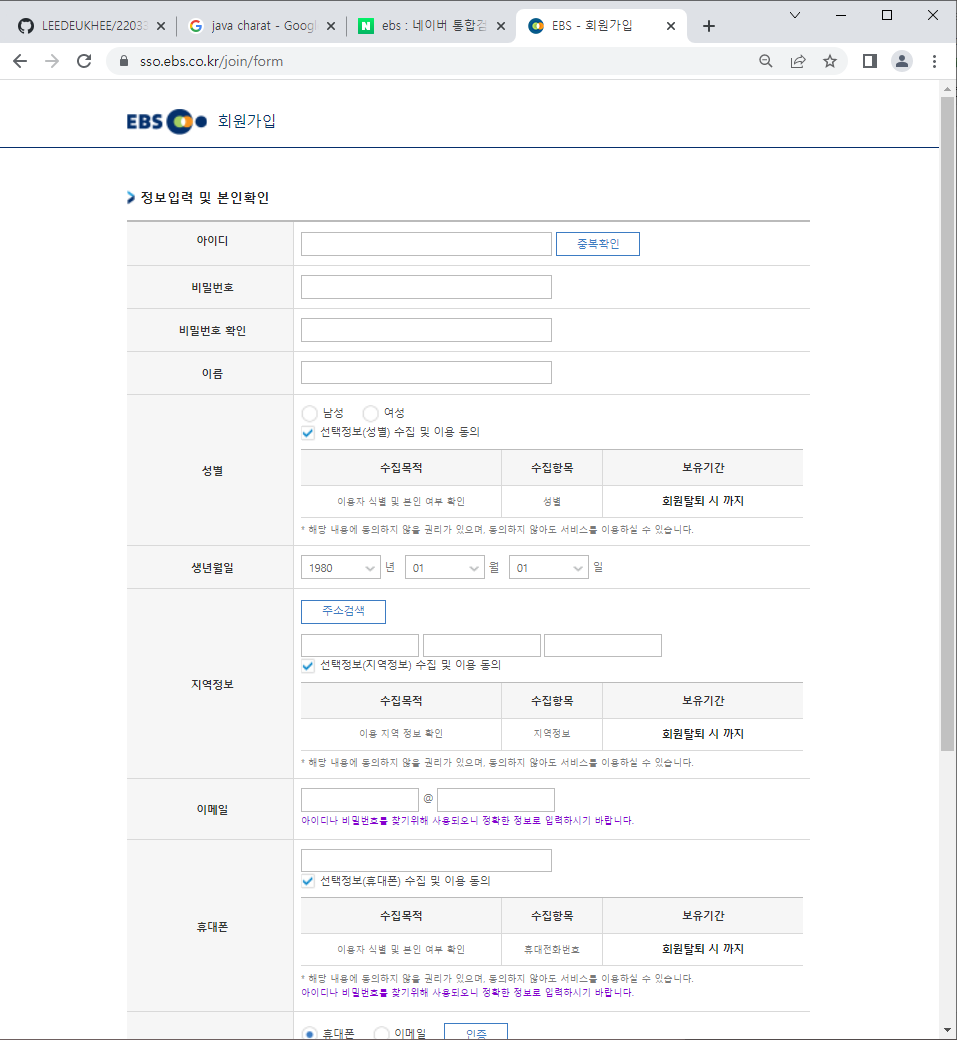 LEEDEUKHEE/22033
java charat - Googl
ebs : 네이버 통합검
EBS - 회원가입
sso.ebs.co.kr/join/form
EBS 회원가입
정보입력 및 본인확인
아이디 중복확인
비밀번호
비밀번호 확인
이름
성별
남성 여성
선택정보(성별) 수집 및 이용 동의
수집목적 수집항목 보유기간
이용자 식별 및 본인 여부 확인 성별 회원탈퇴 시 까지
* 해당 내용에 동의하지 않을 권리가 있으며, 동의하지 않아도 서비스를 이용하실 수 있습니다.
생년월일 1980 년 01 월 01 일
지역정보
주소검색
선택정보(지역정보) 수집 및 이용 동의
수집목적 수집항목 보유기간
이용 지역 정보 확인 지역정보 회원탈퇴 시 까지
* 해당 내용에 동의하지 않을 권리가 있으며, 동의하지 않아도 서비스를 이용하실 수 있습니다.
이메일 @
아이디나 비밀번호를 찾기위해 사용되오니 정확한 정보로 입력하시기 바랍니다.
휴대폰
선택정보(휴대폰) 수집 및 이용 동의
수집목적 수집항목 보유기간
이용자 식별 및 본인 여부 확인 휴대전화번호 회원탈퇴 시 까지
* 해당 내용에 동의하지 않을 권리가 있으며, 동의하지 않아도 서비스를 이용하실 수 있습니다.
아이디나 비밀번호를 찾기위해 사용되오니 정확한 정보로 입력하시기 바랍니다.
휴대폰 이메일 인증